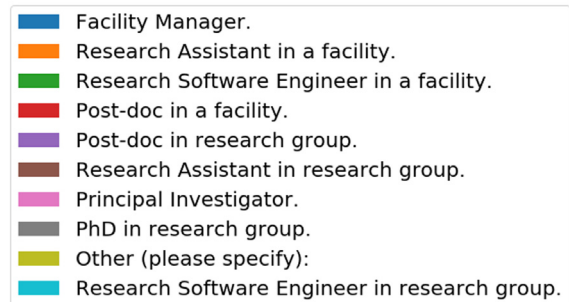 Facility Manager.
Research Assistant in a facility.
Research Software Engineer in a facility.
Post-doc in a facility.
Post-doc in research group.
Research Assistant in research group.
Principal Investigator.
PhD in research group.
Other (please specify):
Research Software Engineer in research group.